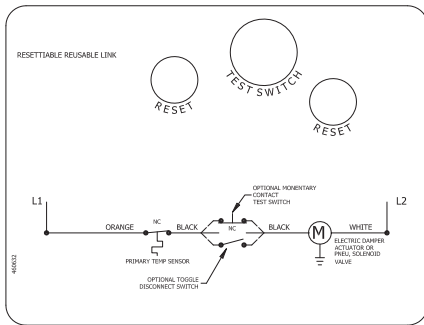 RESETTIABLE REUSABLE LINK
TEST SWITCH
RESET
RESET
L1
L2
OPTIONAL MONENTARY
CONTACT
TEST SWITCH
ORANGE
NC
BLACK
NC
BLACK
M
WHITE
PRIMARY TEMP SENSOR
ELECTRIC DAMPER
ACTUATOR OR
PNEU, SOLENOID
VALVE
OPTIONAL TOGGLE
DISCONNECT SWITCH
460632